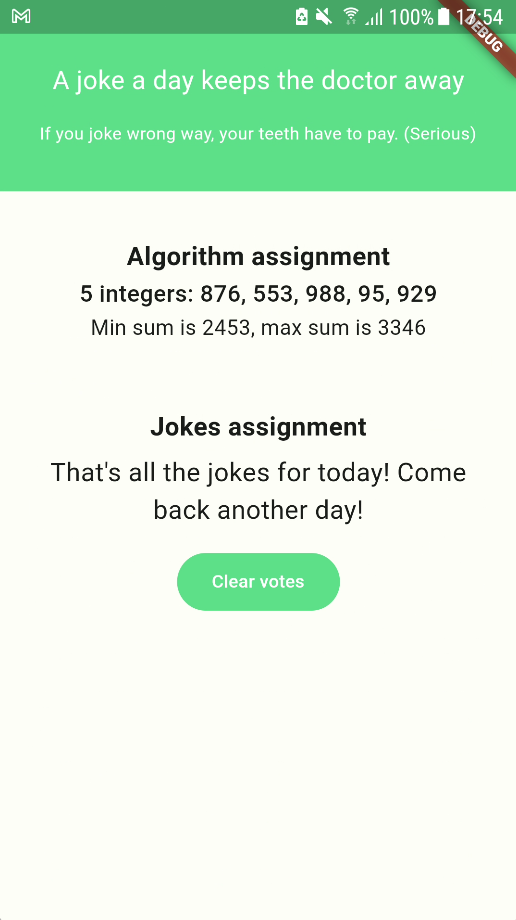 100% 17:54
DEBUG
A joke a day keeps the doctor away
If you joke wrong way, your teeth have to pay. (Serious)
Algorithm assignment
5 integers: 876, 553, 988, 95, 929
Min sum is 2453, max sum is 3346
Jokes assignment
That's all the jokes for today! Come
back another day!
Clear votes